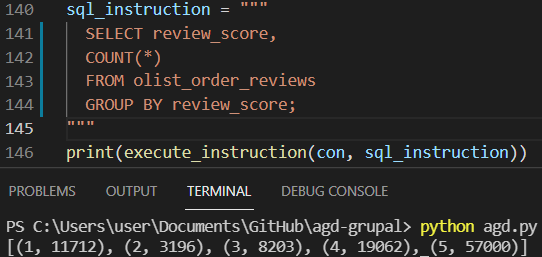 140 sql_instruction = """
141 SELECT review_score,
142 COUNT(*)
143 FROM olist_order_reviews
144 GROUP BY review_score;
145 """
146 print(execute_instruction(con, sql_instruction))
PROBLEMS OUTPUT TERMINAL DEBUG CONSOLE
PS C:\Users\user\Documents\GitHub\agd-grupal> python agd.py
[(1, 11712), (2, 3196), (3, 8203), (4, 19062), (5, 57000)]